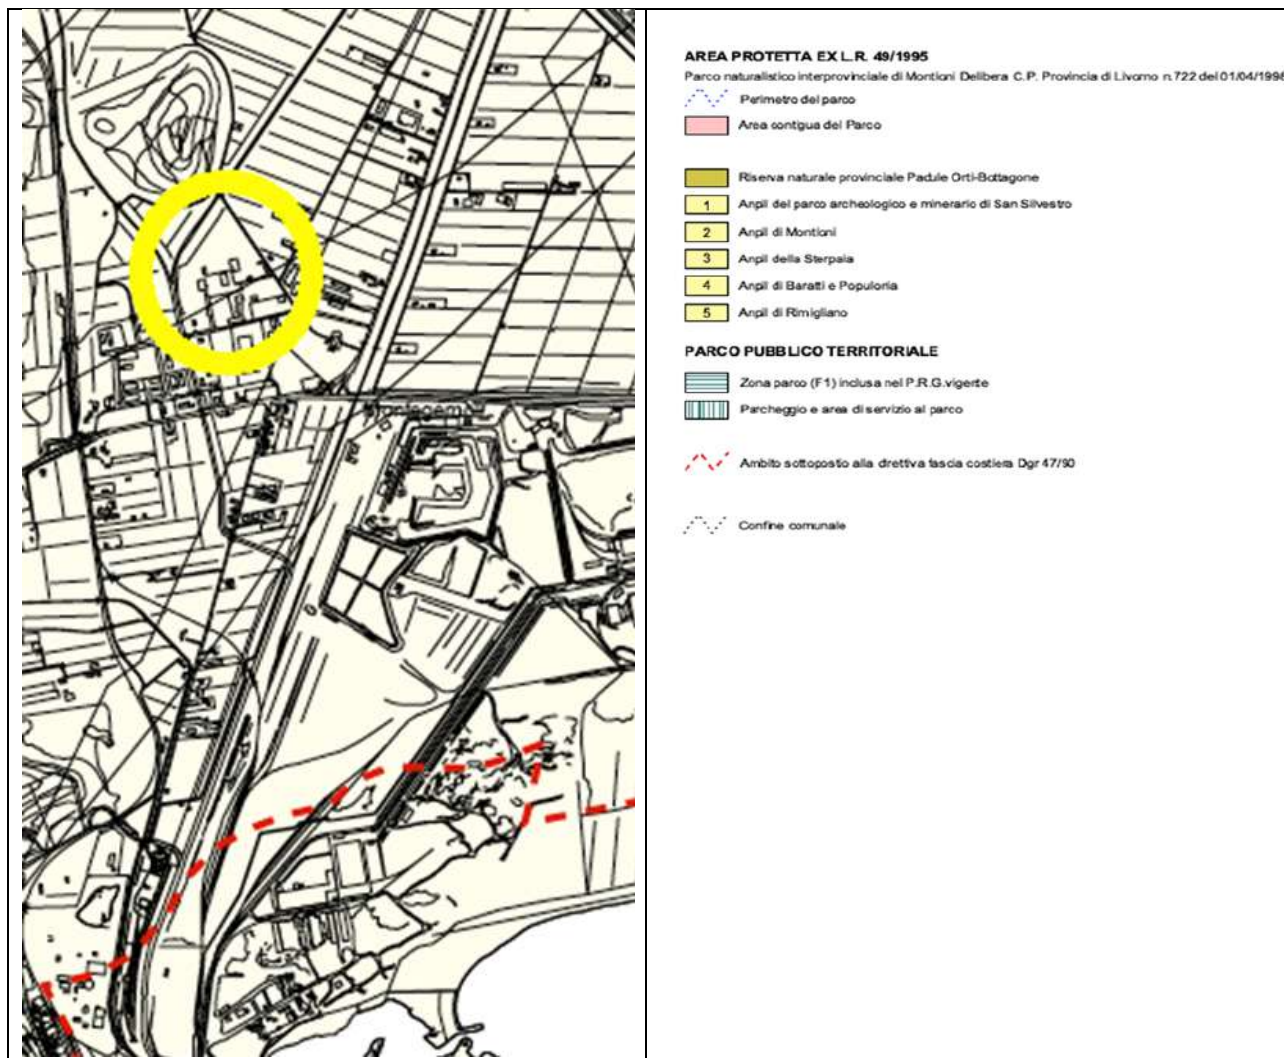 AREA PROTETTA EX L.R. 49/1995
Parco naturalistico interprovinciale di Montioni Delibera C.P. Provincia di Livorno n.722 del 01/04/1998
Perimetro del parco
Area contigua del Parco
Riserva naturale provinciale Padule Orti-Bottagone
1 Anpil del parco archeologico e minerario di San Silvestro
2 Anpil di Montioni
3 Anpil della Sterpaia
4 Anpil di Baratti e Populonia
5 Anpil di Rimigliano
PARCO PUBBLICO TERRITORIALE
Zona parco (F1) inclusa nel P.R.G.vigente
Parcheggio e area di servizio al parco
Ambito sottoposto alla direttiva fascia costiera Dgr 47/90
Confine comunale